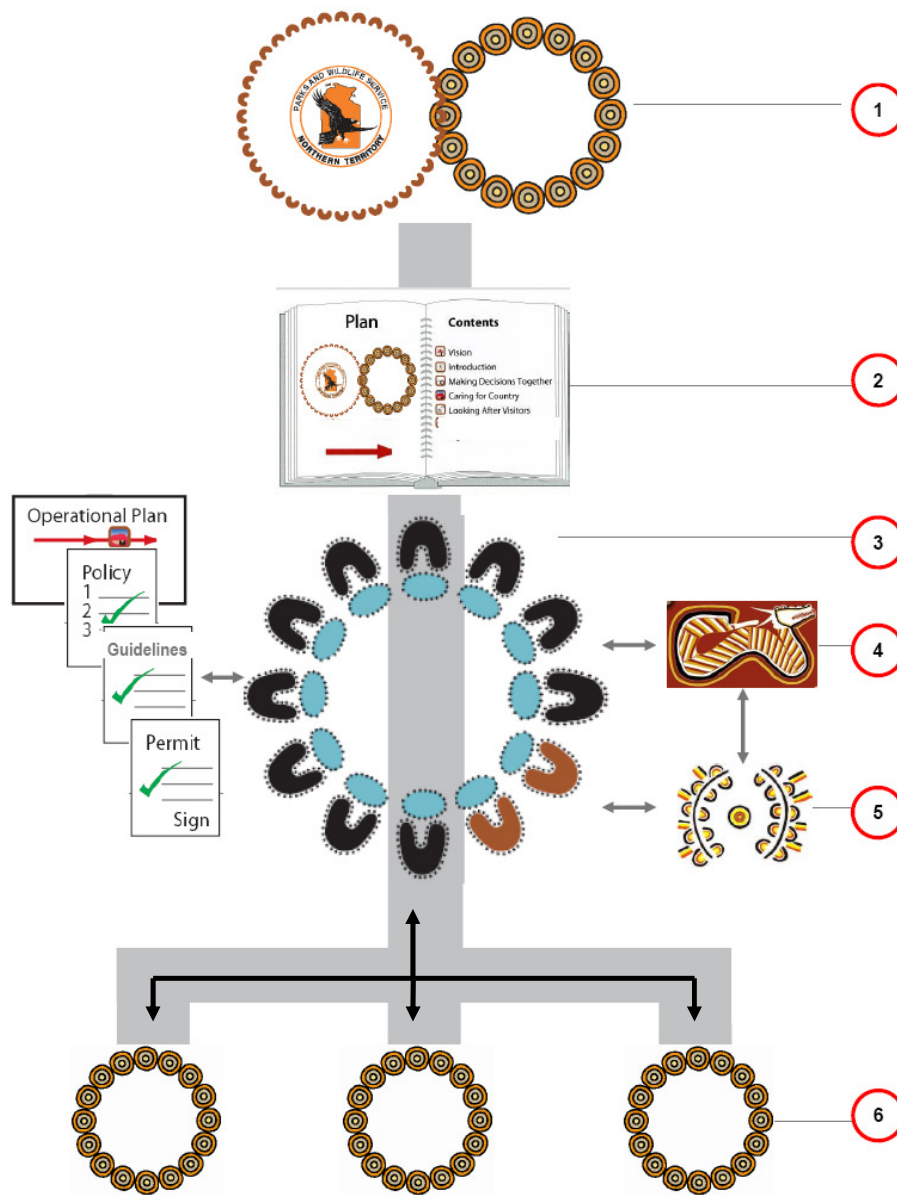 PARKS AND WILDLIFE SERVICE
NORTHERN TERRITORY
1
Plan
Contents
Vision
Introduction
Making Decisions Together
Caring for Country
Looking After Visitors
2
3
Operational Plan
Policy
1
2
3
Guidelines
Permit
Sign
4
5
6